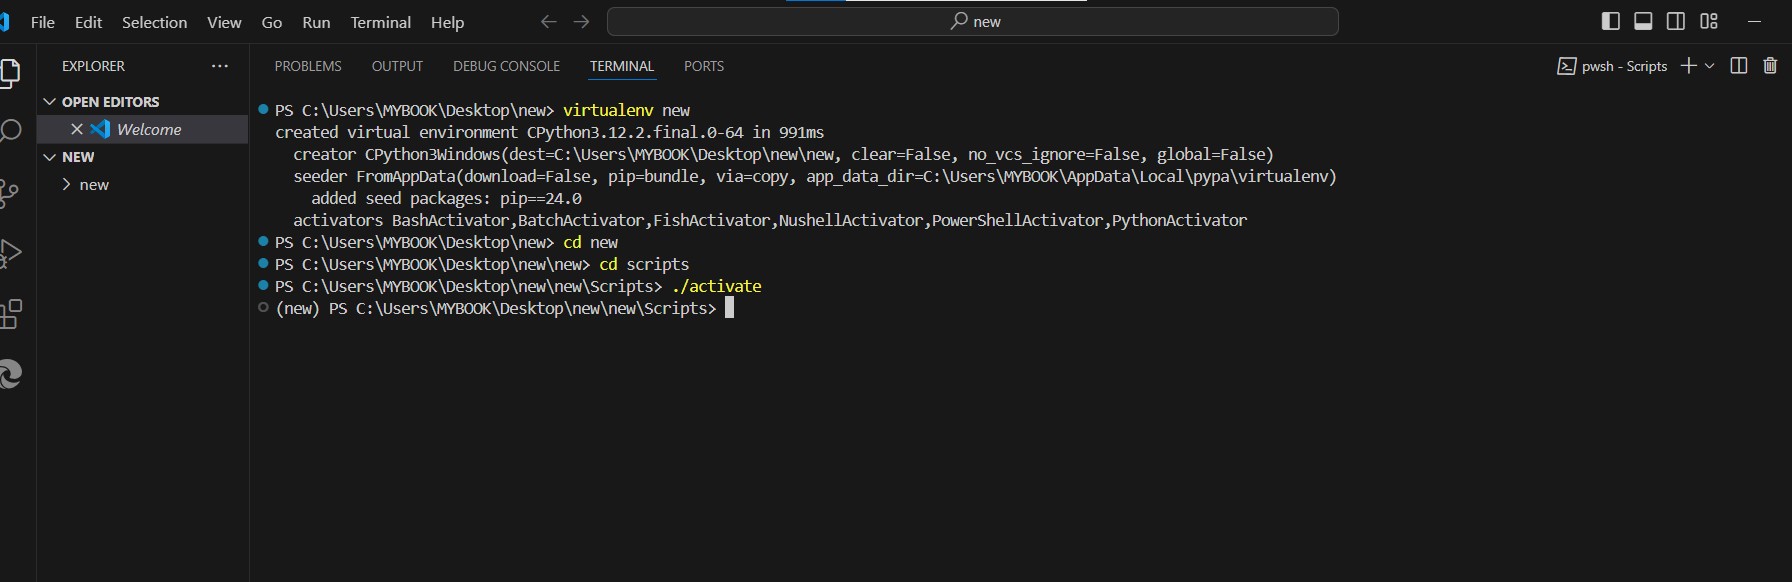 File Edit Selection View Go Run Terminal Help
new
EXPLORER
PROBLEMS OUTPUT DEBUG CONSOLE TERMINAL PORTS
pwsh - Scripts
OPEN EDITORS
Welcome
NEW
new
PS C:\Users\MYBOOK\Desktop\new> virtualenv new
created virtual environment CPython3.12.2.final.0-64 in 991ms
creator CPython3Windows(dest=C:\Users\MYBOOK\Desktop\new\new, clear=False, no_vcs_ignore=False, global=False)
seeder FromAppData(download=False, pip=bundle, via=copy, app_data_dir=C:\Users\MYBOOK\AppData\Local\pypa\virtualenv)
added seed packages: pip==24.0
activators BashActivator,BatchActivator,FishActivator,NushellActivator,PowerShellActivator,PythonActivator
PS C:\Users\MYBOOK\Desktop\new> cd new
PS C:\Users\MYBOOK\Desktop\new\new> cd scripts
PS C:\Users\MYBOOK\Desktop\new\new\Scripts> ./activate
(new) PS C:\Users\MYBOOK\Desktop\new\new\Scripts>